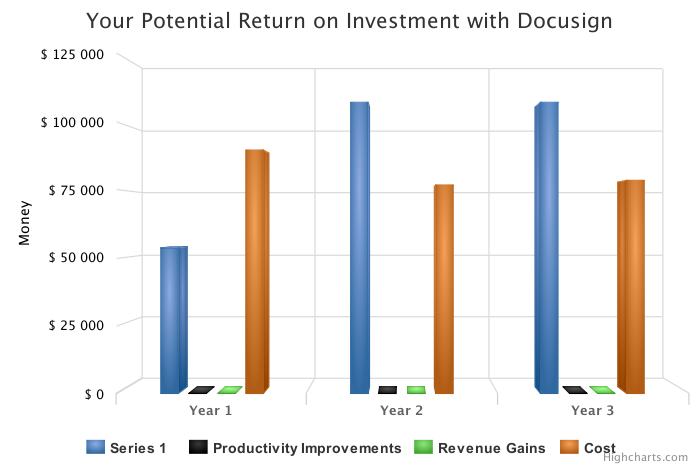 Your Potential Return on Investment with Docusign
$ 125 000
$ 100 000
$ 75 000
$ 50 000
$ 25 000
$ 0
Money
Year 1 Year 2 Year 3
Series 1 Productivity Improvements Revenue Gains Cost
Highcharts.com